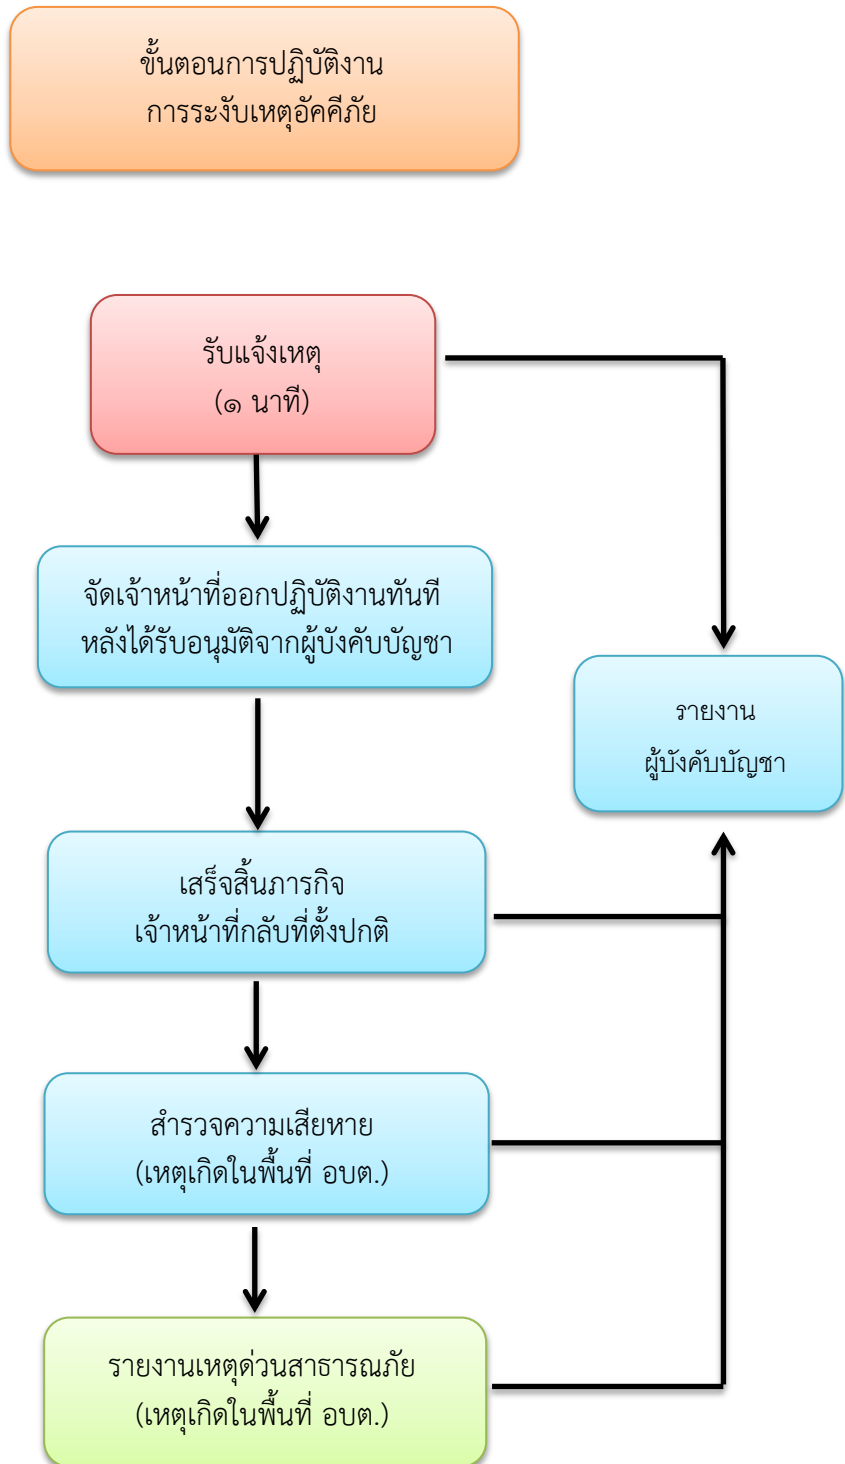 ขั้นตอนการปฏิบัติงาน
การระงับเหตุอัคคีภัย
รับแจ้งเหตุ
(๑ นาที)
จัดเจ้าหน้าที่ออกปฏิบัติงานทันที
หลังได้รับอนุมัติจากผู้บังคับบัญชา
รายงาน
ผู้บังคับบัญชา
เสร็จสิ้นภารกิจ
เจ้าหน้าที่กลับที่ตั้งปกติ
สำรวจความเสียหาย
(เหตุเกิดในพื้นที่ อบต.)
รายงานเหตุด่วนสาธารณภัย
(เหตุเกิดในพื้นที่ อบต.)